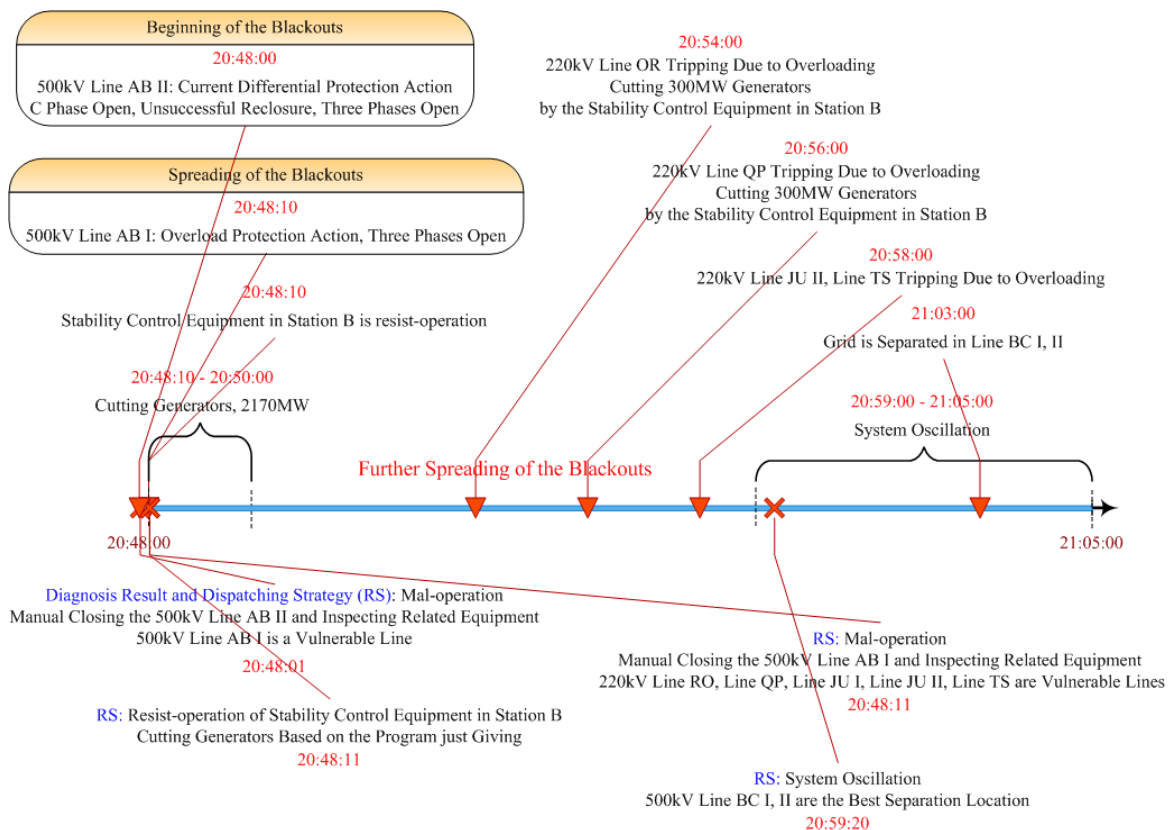 Beginning of the Blackouts
20:48:00
500kV Line AB II: Current Differential Protection Action
C Phase Open, Unsuccessful Reclosure, Three Phases Open
Spreading of the Blackouts
20:48:10
500kV Line AB I: Overload Protection Action, Three Phases Open
20:48:10
Stability Control Equipment in Station B is resist-operation
20:48:10 - 20:50:00
Cutting Generators, 2170MW
20:54:00
220kV Line OR Tripping Due to Overloading
Cutting 300MW Generators
by the Stability Control Equipment in Station B
20:56:00
220kV Line QP Tripping Due to Overloading
Cutting 300MW Generators
by the Stability Control Equipment in Station B
20:58:00
220kV Line JU II, Line TS Tripping Due to Overloading
21:03:00
Grid is Separated in Line BC I, II
20:59:00 - 21:05:00
System Oscillation
Further Spreading of the Blackouts
20:48:00
21:05:00
Diagnosis Result and Dispatching Strategy (RS): Mal-operation
Manual Closing the 500kV Line AB II and Inspecting Related Equipment
500kV Line AB I is a Vulnerable Line
20:48:01
RS: Resist-operation of Stability Control Equipment in Station B
Cutting Generators Based on the Program just Giving
20:48:11
RS: Mal-operation
Manual Closing the 500kV Line AB I and Inspecting Related Equipment
220kV Line RO, Line QP, Line JU I, Line JU II, Line TS are Vulnerable Lines
20:48:11
RS: System Oscillation
500kV Line BC I, II are the Best Separation Location
20:59:20